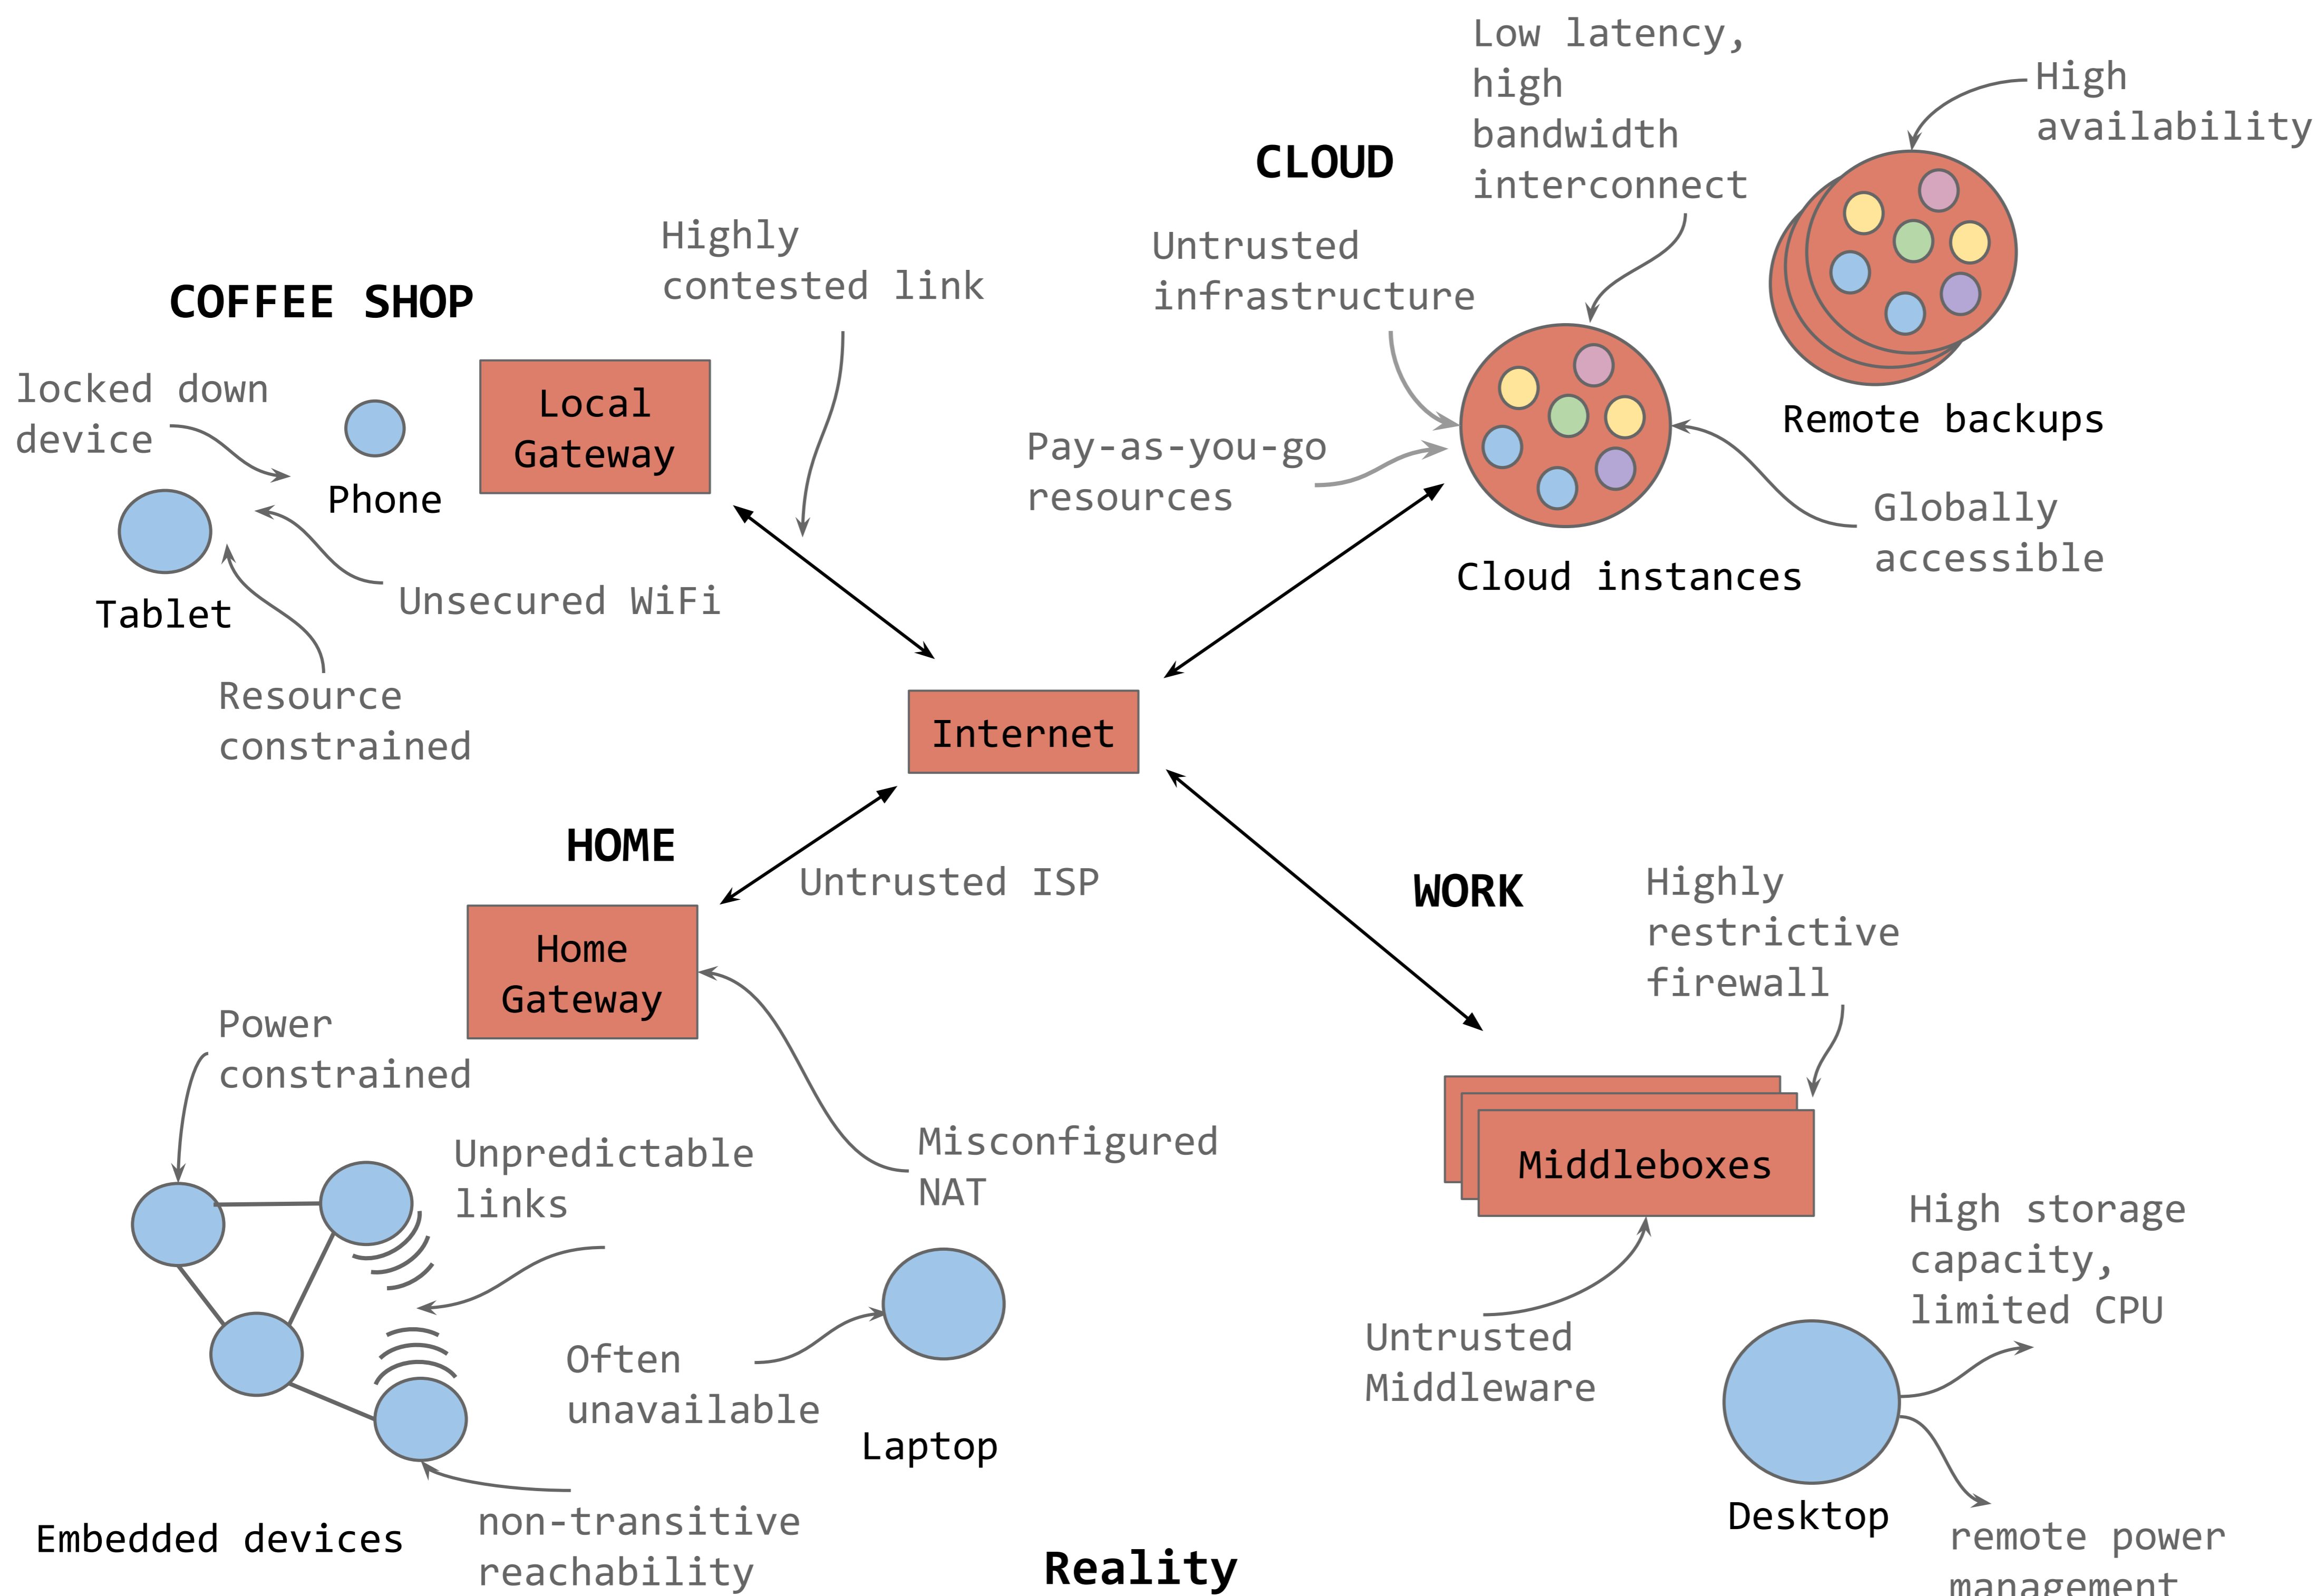 Low latency,
high
bandwidth
interconnect
High
availability
CLOUD
Untrusted
infrastructure
Pay-as-you-go
resources
Remote backups
Globally
accessible
Cloud instances
Highly
contested link
COFFEE SHOP
locked down
device
Local
Gateway
Phone
Tablet
Unsecured WiFi
Resource
constrained
Internet
HOME
Untrusted ISP
Home
Gateway
Power
constrained
Unpredictable
links
Misconfigured
NAT
Often
unavailable
Laptop
Embedded devices
non-transitive
reachability
WORK
Highly
restrictive
firewall
Middleboxes
Untrusted
Middleware
High storage
capacity,
limited CPU
Desktop
remote power
management
Reality